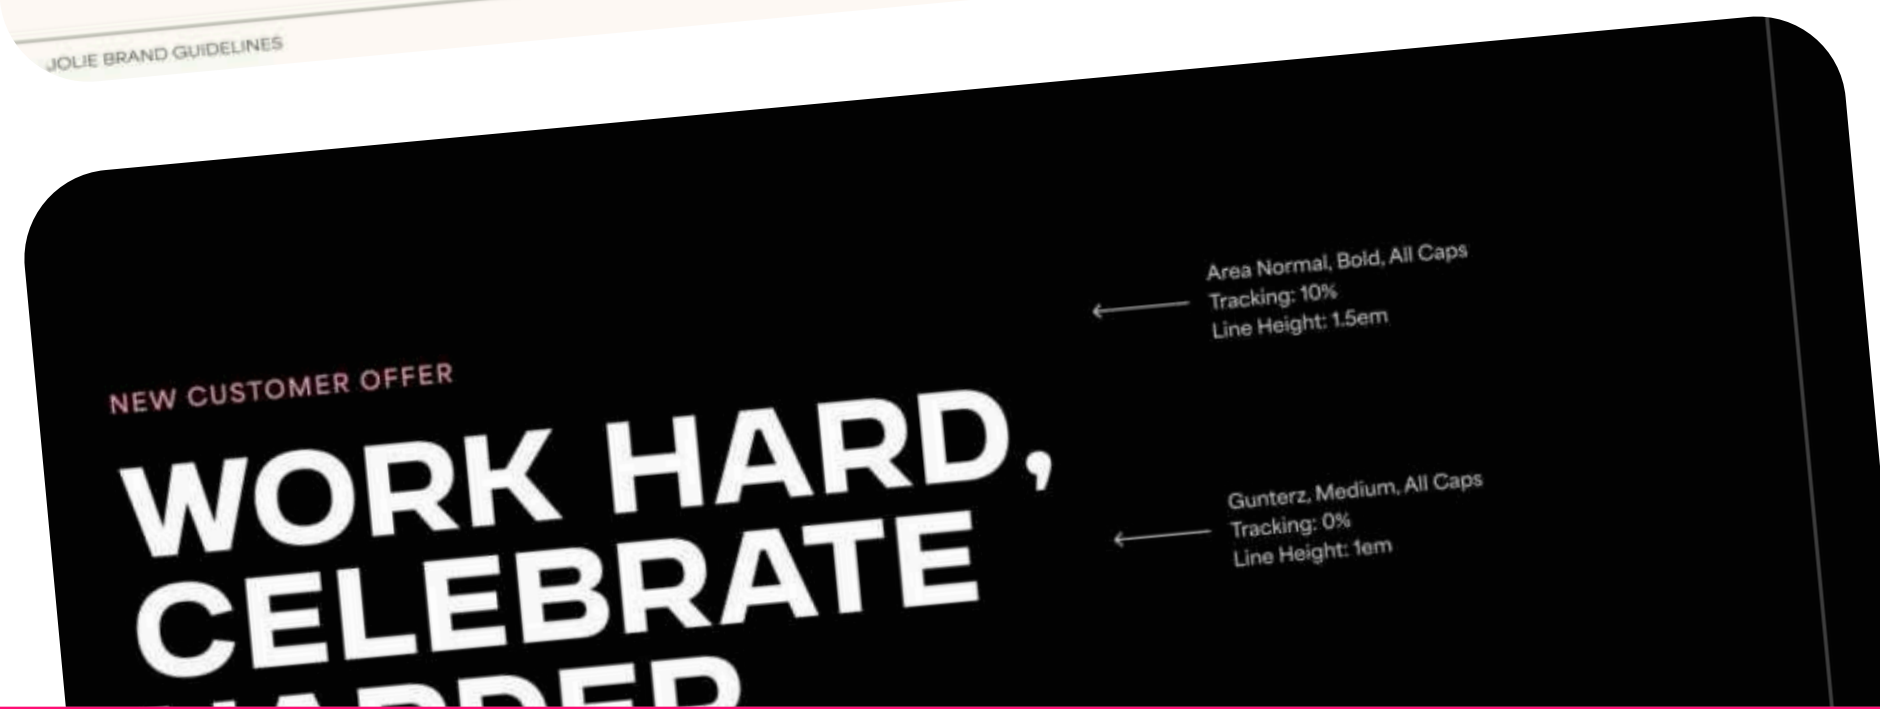 JOLIE BRAND GUIDELINES
Area Normal, Bold, All Caps
Tracking: 10%
Line Height: 1.5em
NEW CUSTOMER OFFER
WORK HARD,
CELEBRATE
HARDER
Gunterz, Medium, All Caps
Tracking: 0%
Line Height: 1em